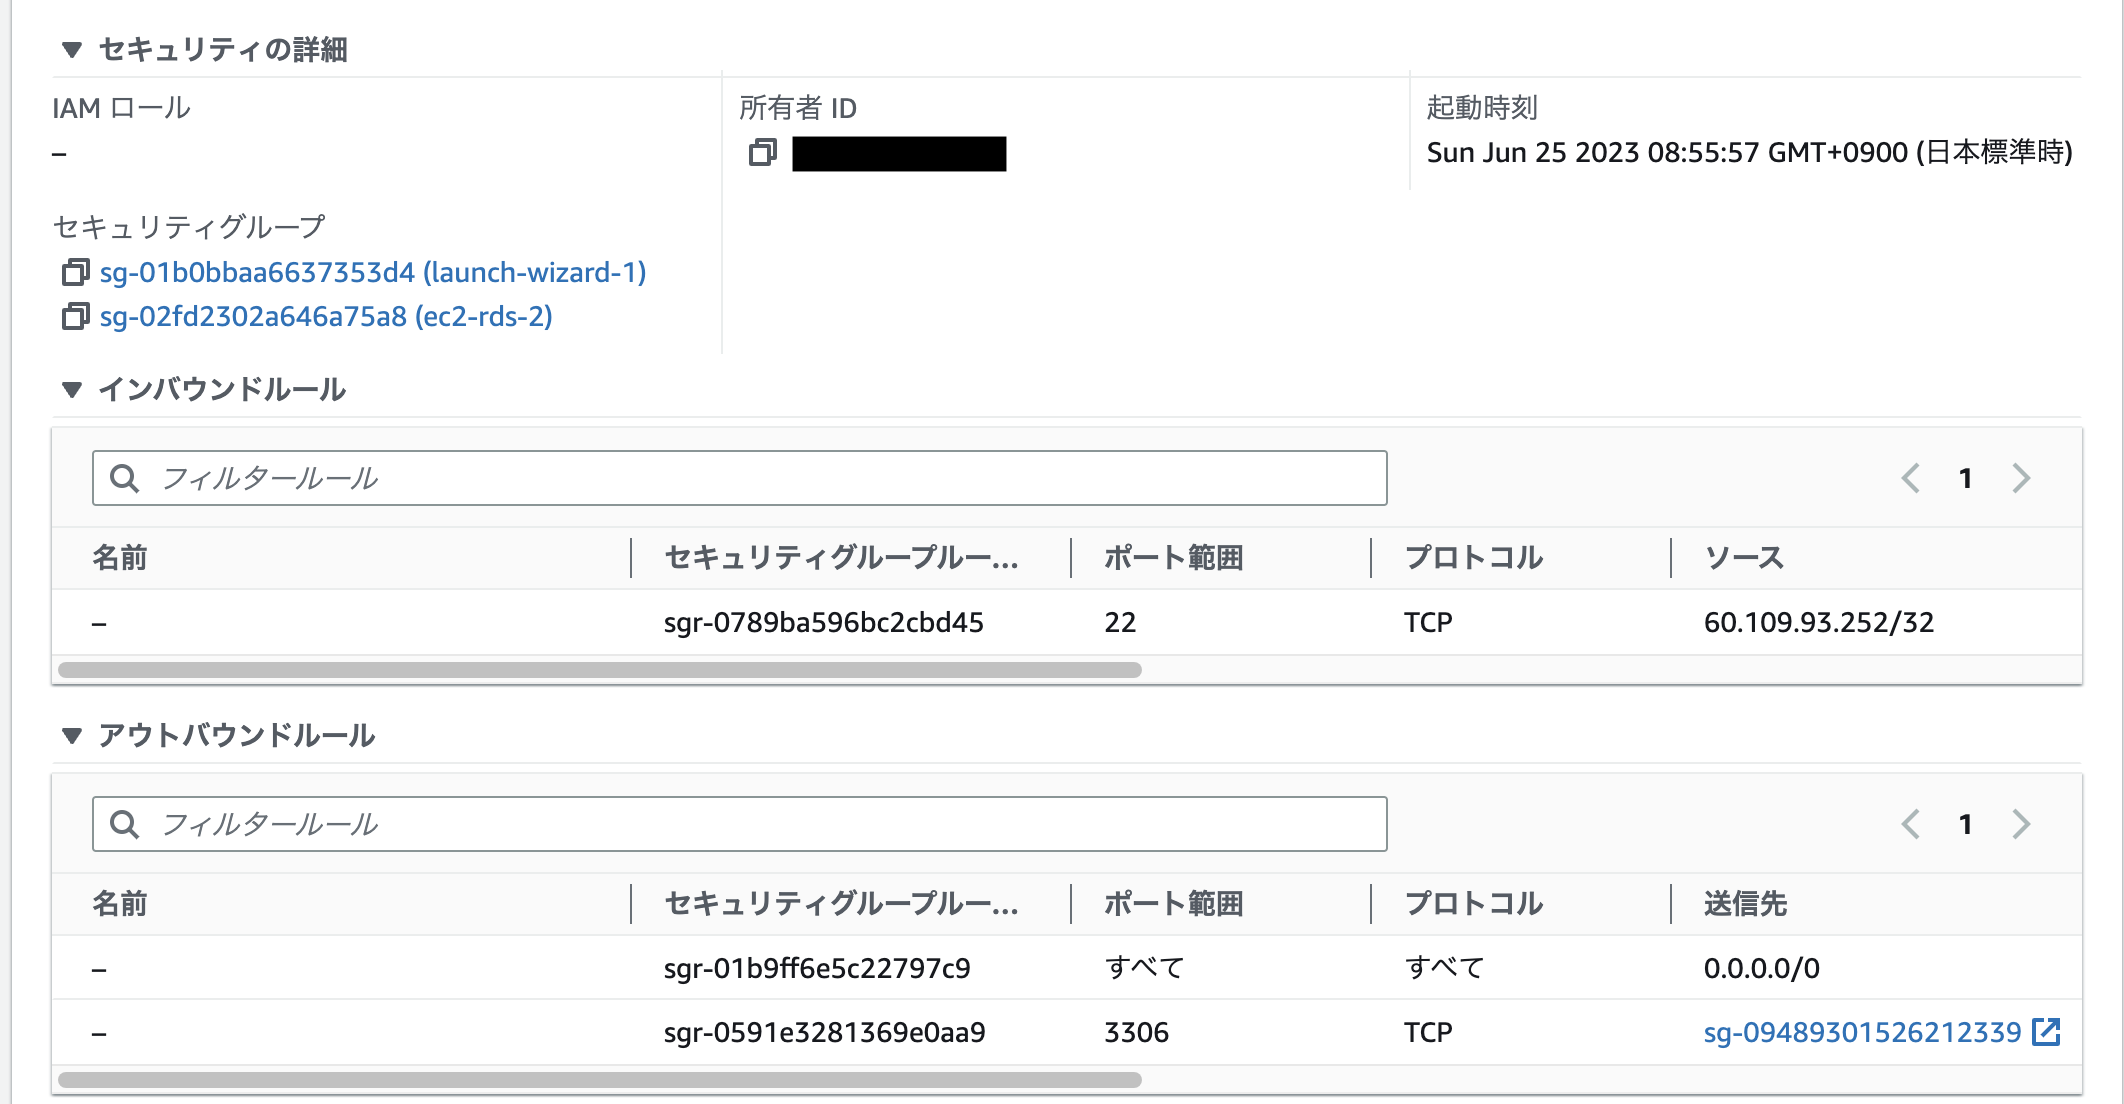 ▼ セキュリティの詳細
IAM ロール
–
所有者 ID
起動時刻
Sun Jun 25 2023 08:55:57 GMT+0900 (日本標準時)
セキュリティグループ
sg-01b0bbaa6637353d4 (launch-wizard-1)
sg-02fd2302a646a75a8 (ec2-rds-2)
▼ インバウンドルール
フィルタールール
1
名前 セキュリティグループルー... ポート範囲 プロトコル ソース
– sgr-0789ba596bc2cbd45 22 TCP 60.109.93.252/32
▼ アウトバウンドルール
フィルタールール
1
名前 セキュリティグループルー... ポート範囲 プロトコル 送信先
– sgr-01b9ff6e5c22797c9 すべて すべて 0.0.0.0/0
– sgr-0591e3281369e0aa9 3306 TCP sg-09489301526212339